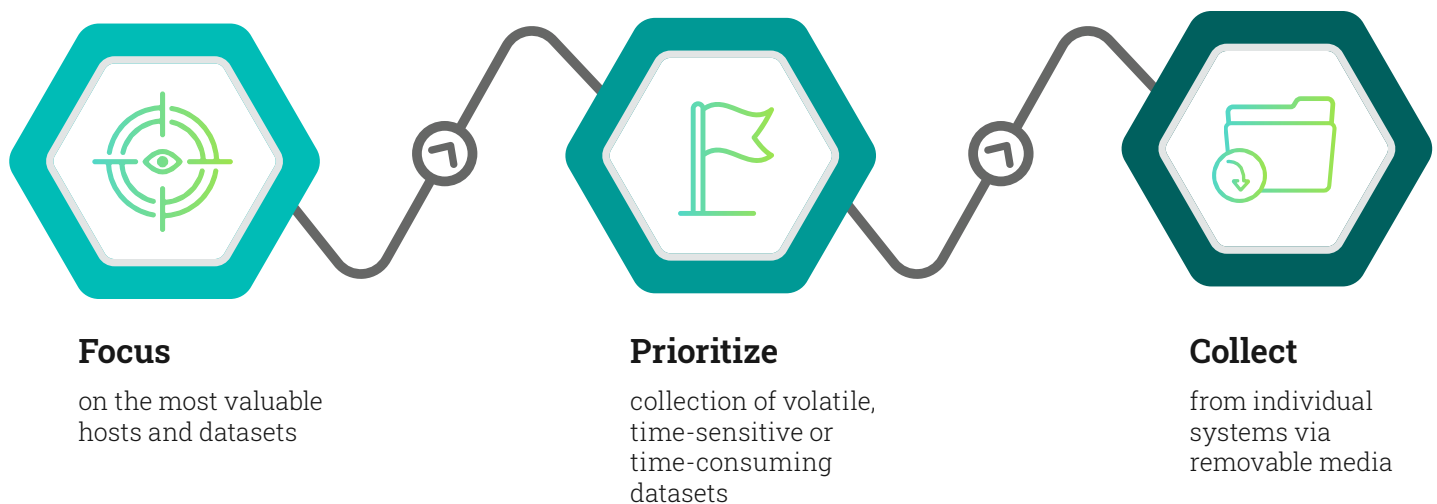 Focus
on the most valuable
hosts and datasets
Prioritize
collection of volatile,
time-sensitive or
time-consuming
datasets
Collect
from individual
systems via
removable media